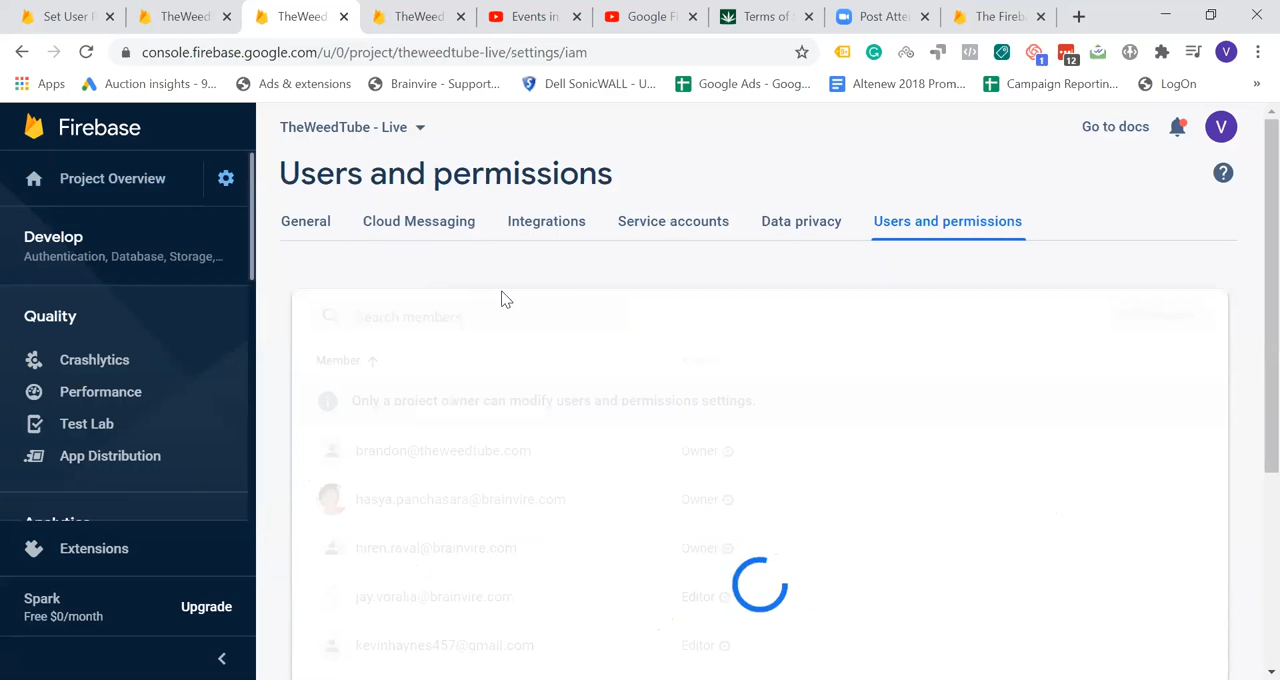 Set User P
TheWeed
TheWeed
TheWeed
Events in
Google Fi
Terms of
Post Atte
The Fireb
console.firebase.google.com/u/0/project/theweedtube-live/settings/iam
V
1
12
Apps
Auction insights - 9...
Ads & extensions
Brainvire - Support...
Dell SonicWALL - U...
Google Ads - Goog...
Altenew 2018 Prom...
Campaign Reportin...
LogOn
»
Firebase
TheWeedTube - Live
Go to docs
V
Project Overview
Users and permissions
General
Cloud Messaging
Integrations
Service accounts
Data privacy
Users and permissions
Develop
Authentication, Database, Storage,...
Quality
Crashlytics
Performance
Test Lab
App Distribution
Analytics
Extensions
Spark
Free $0/month
Upgrade
Search members
Member
Only a project owner can modify users and permissions settings.
brandon@theweedtube.com
Owner
hasya.panchasara@brainvire.com
Owner
Owner
jay.voralia@brainvire.com
Editor
kevinhaynes457@gmail.com
Editor